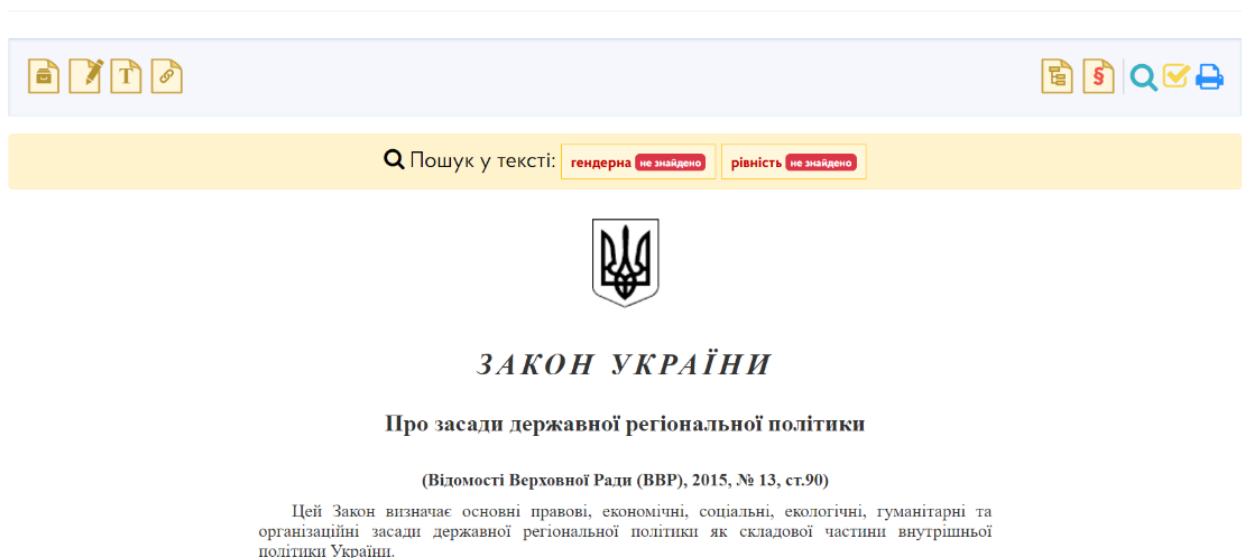 Пошук у тексті: гендерна не знайдено рівність не знайдено
ЗАКОН УКРАЇНИ
Про засади державної регіональної політики
(Відомості Верховної Ради (ВВР), 2015, № 13, ст.90)
Цей Закон визначає основні правові, економічні, соціальні, екологічні, гуманітарні та
організаційні засади державної регіональної політики як складової частини внутрішньої
політики України.